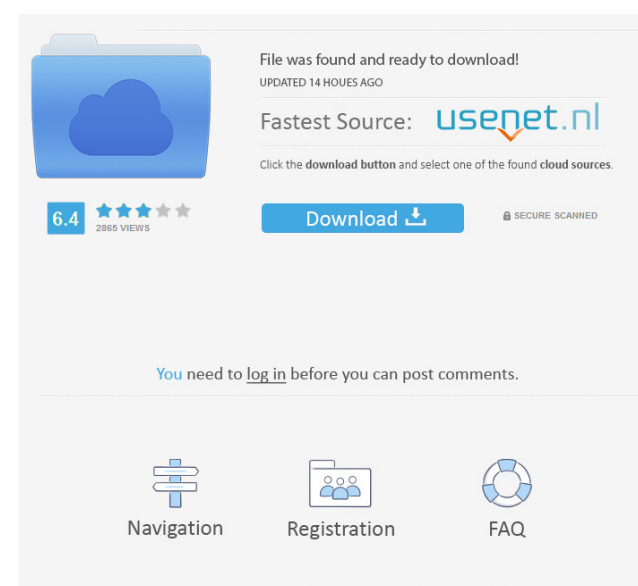 File was found and ready to download!
UPDATED 14 HOUES AGO
Fastest Source: usenet.nl
Click the download button and select one of the found cloud sources.
6.4
2865 VIEWS
Download
SECURE SCANNED
You need to log in before you can post comments.
Navigation Registration FAQ